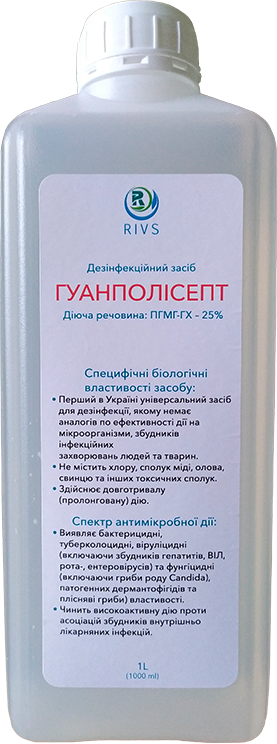 R
RIVS
Дезінфекційний засіб
ГУАНПОЛІСЕПТ
Діюча речовина: ПГМГ-ГХ – 25%
Специфічні біологічні
властивості засобу:
• Перший в Україні універсальний засіб
для дезінфекції, якому немає
аналогів по ефективності дії на
мікроорганізми, збудників
інфекційних
захворювань людей та тварин.
• Не містить хлору, сполук міді, олова,
свинцю та інших токсичних сполук.
• Здійснює довготривалу
(пролонговану) дію.
Спектр антимікробної дії:
• Виявляє бактерицидні,
туберколоцидні, віруліцидні
(включаючи збудників гепатитів, ВІЛ,
рота-, ентеровірусів) та фунгіцидні
(включаючи гриби роду Candida),
патогенних дермантофігідів та
плісняві гриби) властивості.
• Чинить високоактивну дію проти
асоціацій збудників внутрішньо
лікарняних інфекцій.
1L
(1000 ml)